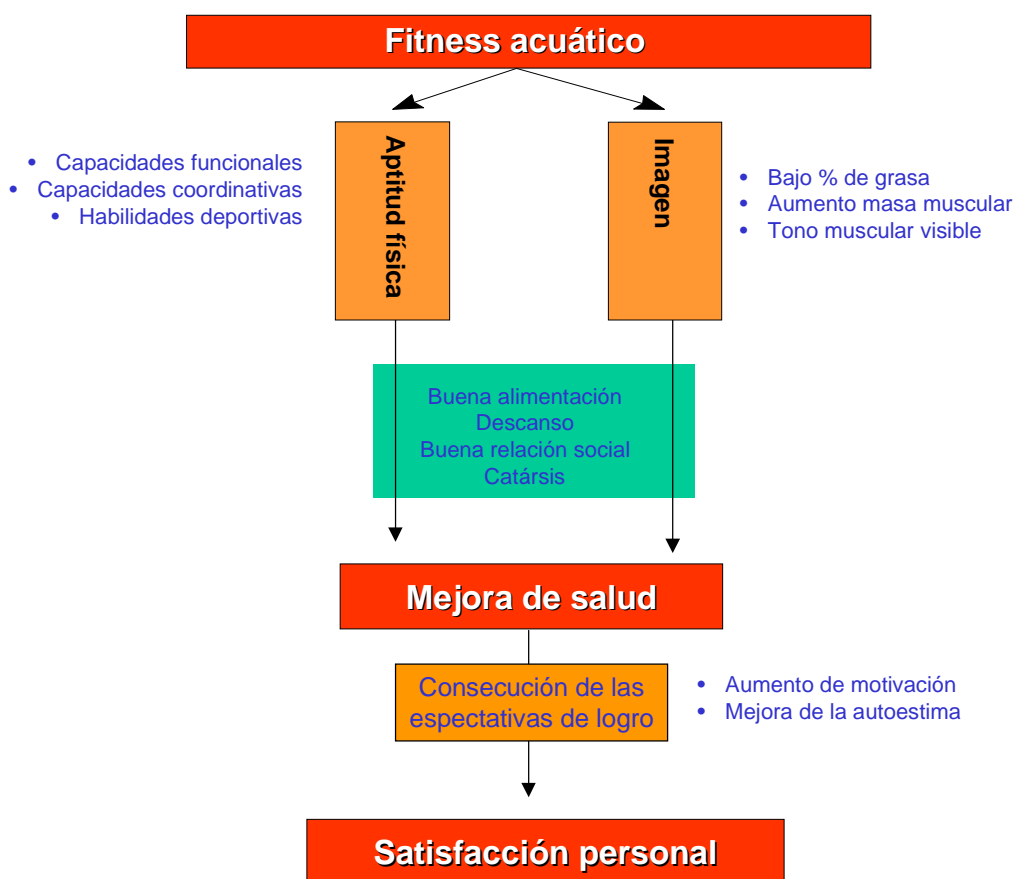 Fitness acuático
Aptitud física
Imagen
• Capacidades funcionales
• Capacidades coordinativas
• Habilidades deportivas
• Bajo % de grasa
• Aumento masa muscular
• Tono muscular visible
Buena alimentación
Descanso
Buena relación social
Catársis
Mejora de salud
Consecución de las
espectativas de logro
• Aumento de motivación
• Mejora de la autoestima
Satisfacción personal